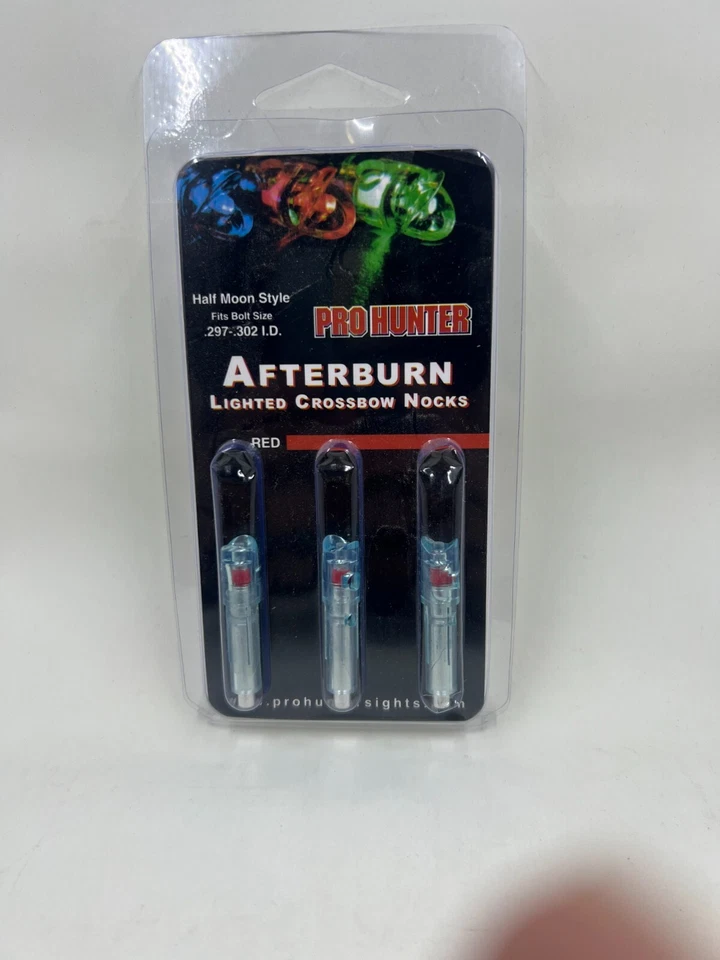 Half Moon Style
Fits Bolt Size
.297-.302 I.D.
PRO HUNTER
AFTERBURN
LIGHTED CROSSBOW NOCKS
RED